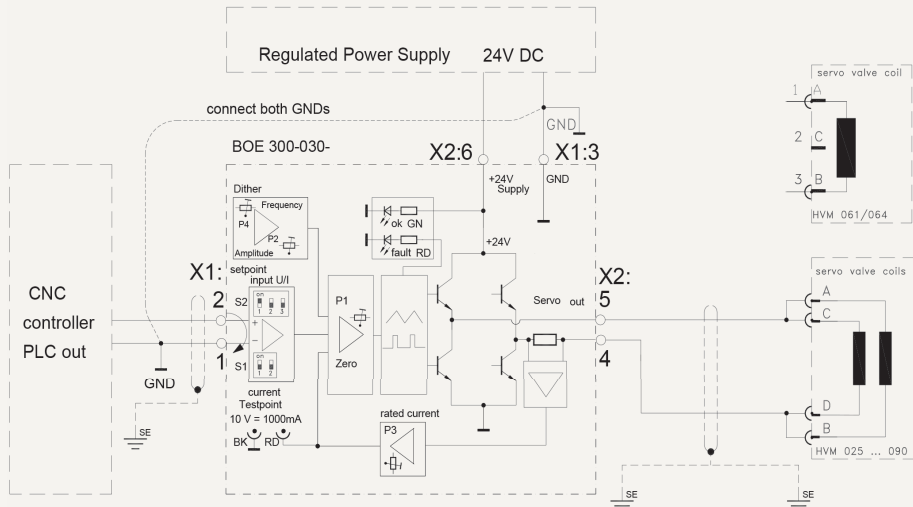 Regulated Power Supply 24V DC
connect both GNDs
GND
BOE 300-030-
X2:6
X1:3
+24V
Supply
GND
Dither
Frequency
P4
P2
Amplitude
ok GN
fault RD
+24V
X1:
setpoint
input U/I
2
S2
on
1 2 3
+
-
1
S1
on
1 2
P1
Zero
Servo out
X2:
5
4
CNC
controller
PLC out
GND
SE
current
Testpoint
10 V = 1000mA
BK RD
rated current
P3
SE
SE
servo valve coil
1 A
2 C
3 B
HVM 061/064
servo valve coils
A
C
D
B
HVM 025 ... 090